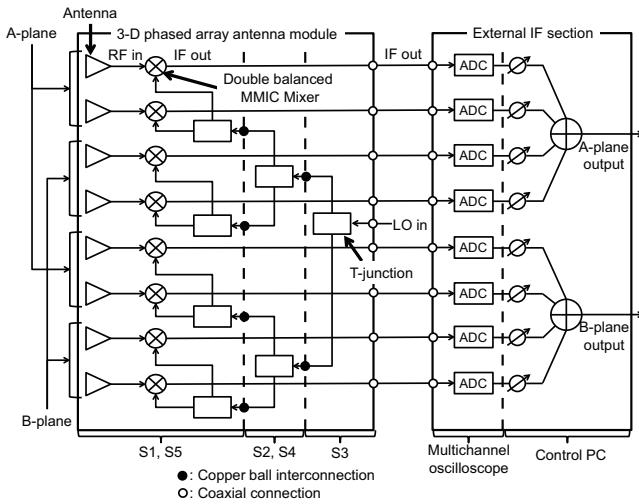 Antenna
A-plane
3-D phased array antenna module
External IF section
RF in
IF out
IF out
Double balanced
MMIC Mixer
ADC
ADC
ADC
ADC
ADC
ADC
ADC
ADC
A-plane
output
LO in
T-junction
B-plane
output
B-plane
S1, S5
S2, S4
S3
Multichannel
oscilloscope
Control PC
: Copper ball interconnection
: Coaxial connection